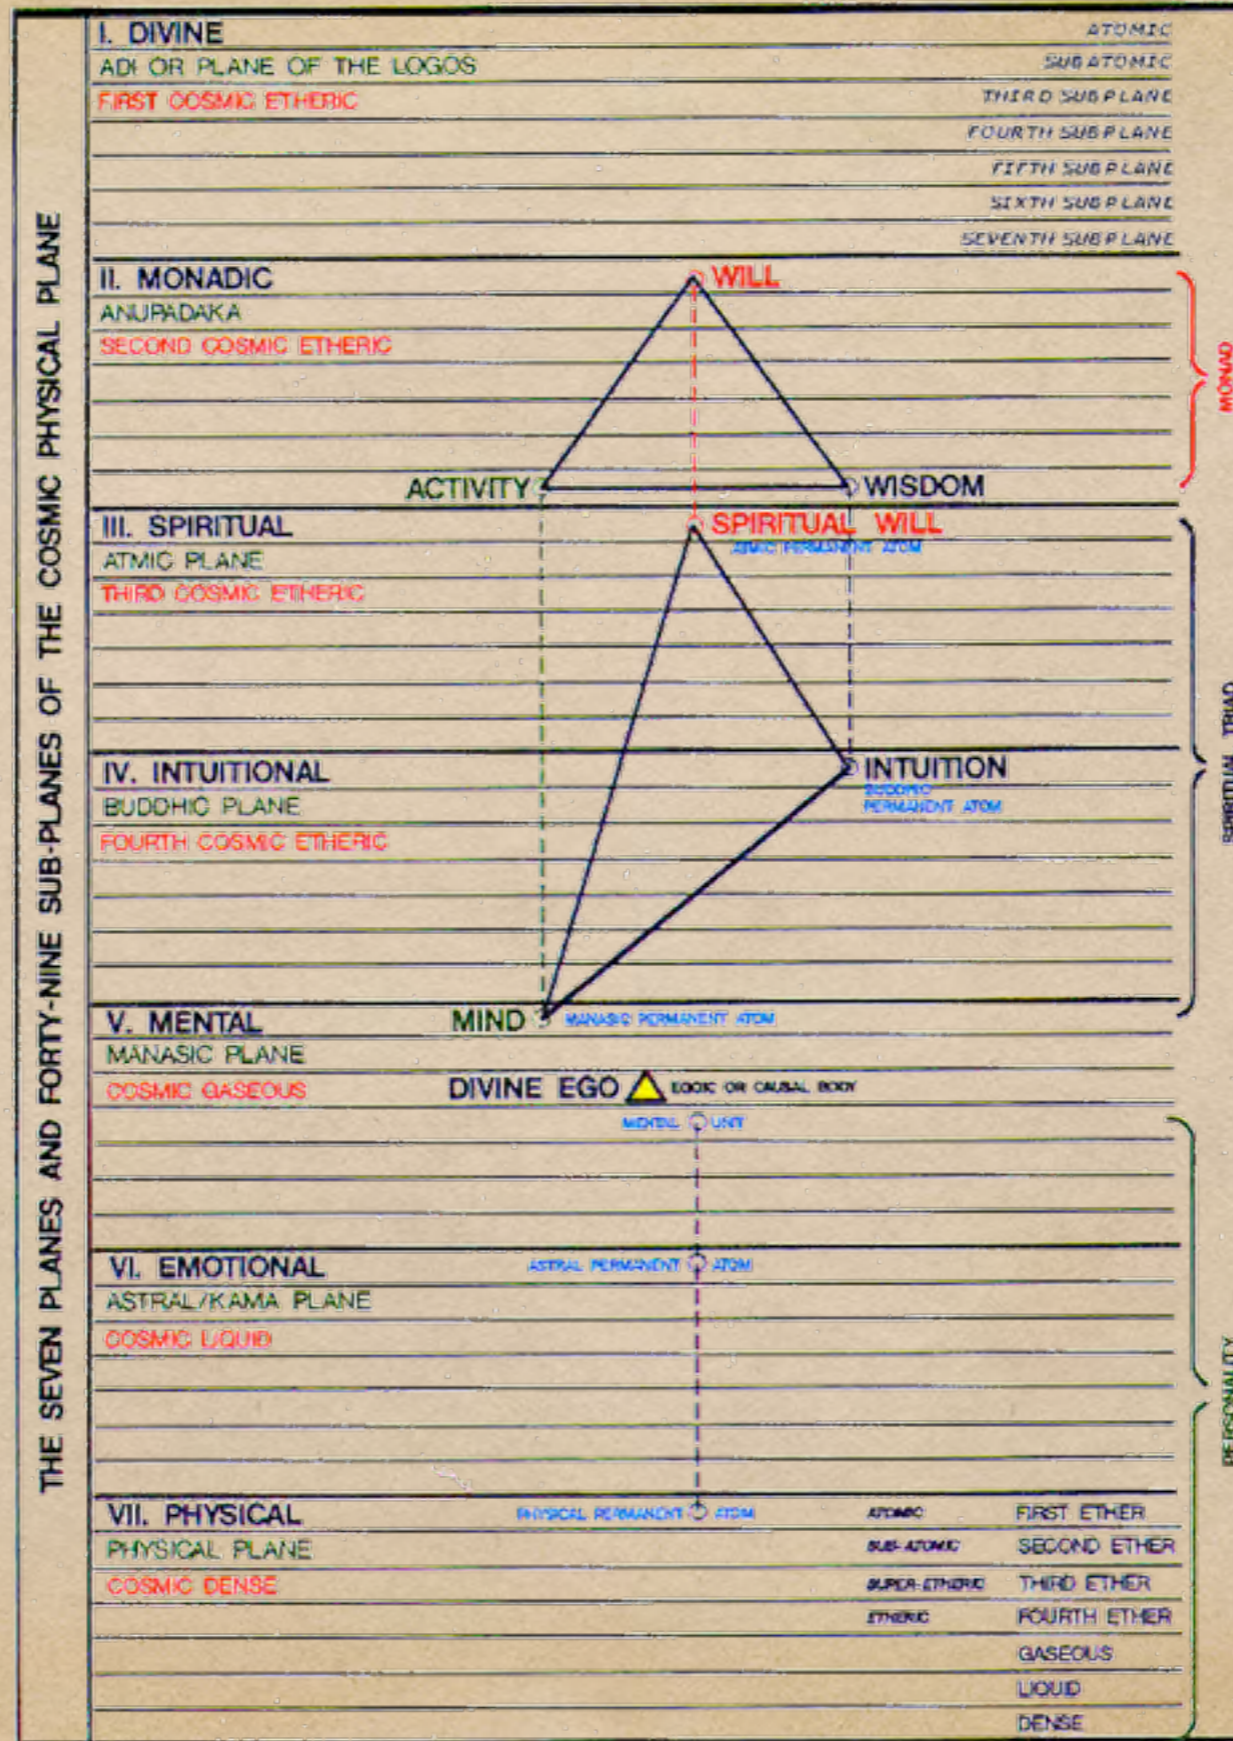 THE SEVEN PLANES AND FORTY-NINE SUB-PLANES OF THE COSMIC PHYSICAL PLANE
I. DIVINE
ATOMIC
ADI OR PLANE OF THE LOGOS
SUBATOMIC
FIRST COSMIC ETHERIC
THIRD SUBPLANE
FOURTH SUBPLANE
FIFTH SUBPLANE
SIXTH SUBPLANE
SEVENTH SUBPLANE
II. MONADIC
WILL
ANUPADAKA
SECOND COSMIC ETHERIC
MONAD
ACTIVITY
WISDOM
III. SPIRITUAL
SPIRITUAL WILL
ATMIC PLANE
ATMIC PERMANENT ATOM
THIRD COSMIC ETHERIC
SPIRITUAL TRIAD
IV. INTUITIONAL
INTUITION
BUDDHIC PLANE
BUDDHIC
PERMANENT ATOM
FOURTH COSMIC ETHERIC
V. MENTAL
MIND
MANASIC PERMANENT ATOM
MANASIC PLANE
COSMIC GASEOUS
DIVINE EGO
EGOIC OR CAUSAL BODY
MENTAL UNIT
VI. EMOTIONAL
ASTRAL PERMANENT ATOM
ASTRAL/KAMA PLANE
COSMIC LIQUID
PERSONALITY
VII. PHYSICAL
PHYSICAL PERMANENT ATOM
ATOMIC
FIRST ETHER
PHYSICAL PLANE
SUB-ATOMIC
SECOND ETHER
COSMIC DENSE
SUPER-ETHERIC
THIRD ETHER
ETHERIC
FOURTH ETHER
GASEOUS
LIQUID
DENSE